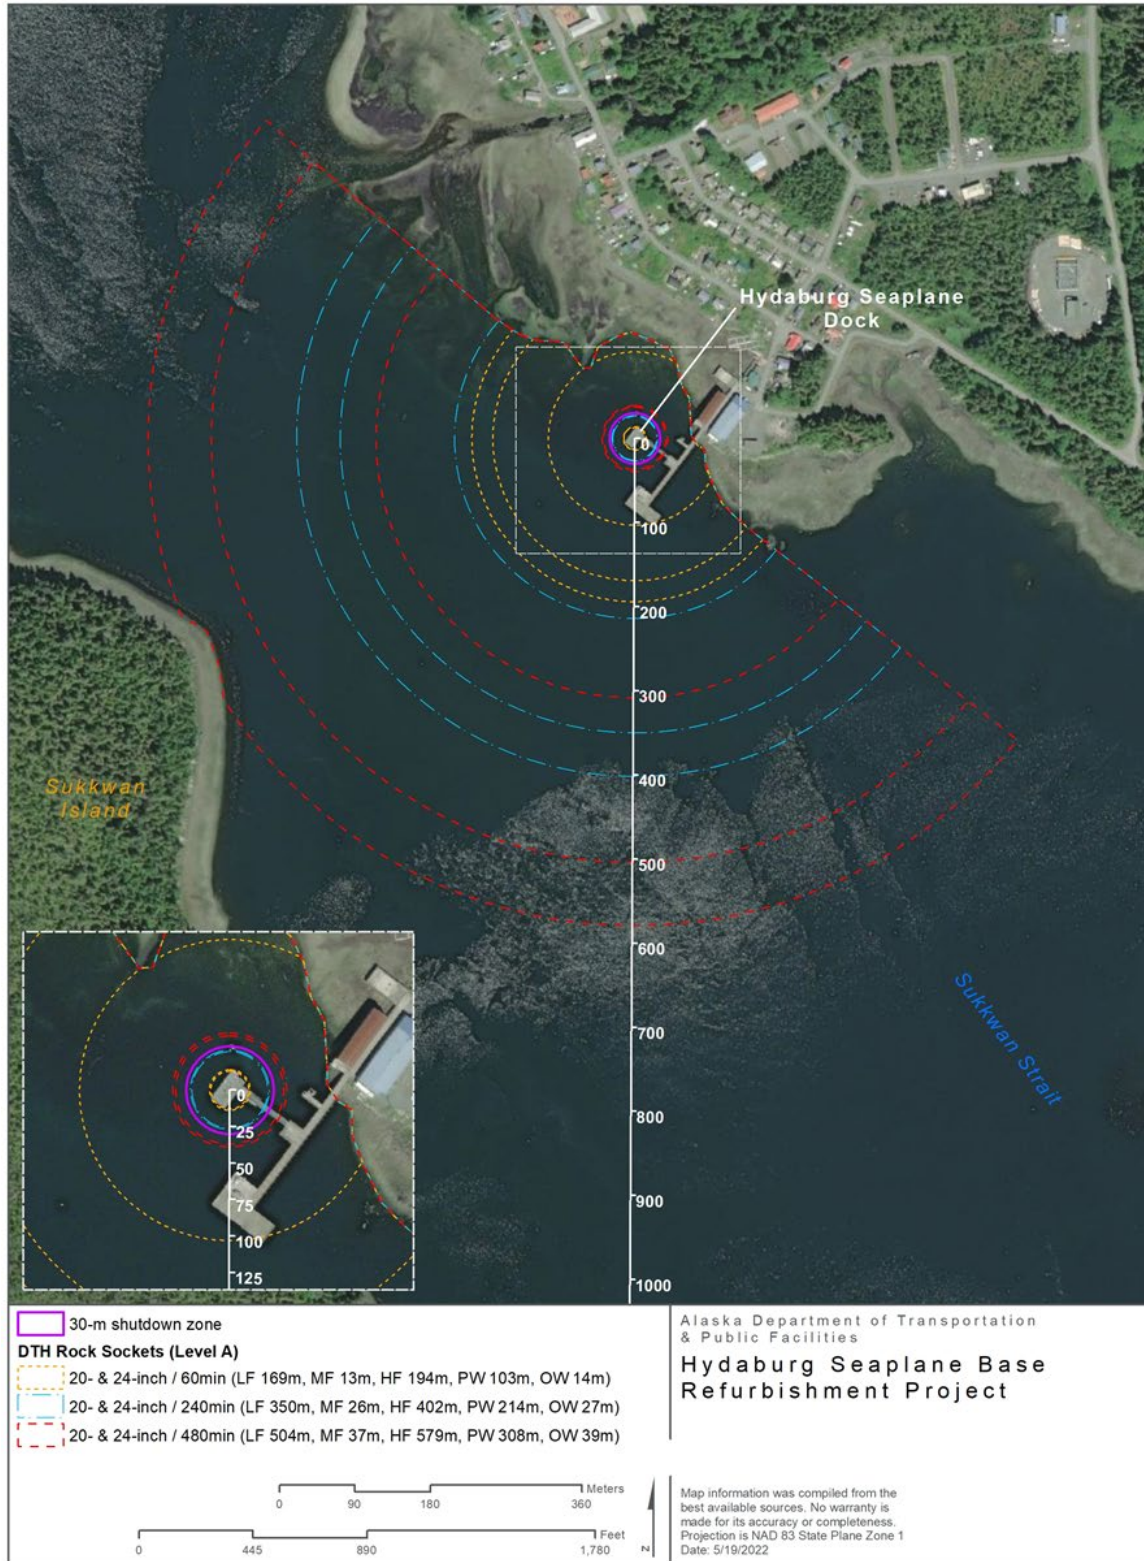 Hydaburg Seaplane
Dock
0
100
200
300
400
500
600
700
800
900
1000
Sukkwan
Island
Sukkwan Strait
0
25
50
75
100
125
30-m shutdown zone
DTH Rock Sockets (Level A)
20- & 24-inch / 60min (LF 169m, MF 13m, HF 194m, PW 103m, OW 14m)
20- & 24-inch / 240min (LF 350m, MF 26m, HF 402m, PW 214m, OW 27m)
20- & 24-inch / 480min (LF 504m, MF 37m, HF 579m, PW 308m, OW 39m)
Meters
0 90 180 360
Feet
0 445 890 1,780
N
Alaska Department of Transportation
& Public Facilities
Hydaburg Seaplane Base
Refurbishment Project
Map information was compiled from the
best available sources. No warranty is
made for its accuracy or completeness.
Projection is NAD 83 State Plane Zone 1
Date: 5/19/2022